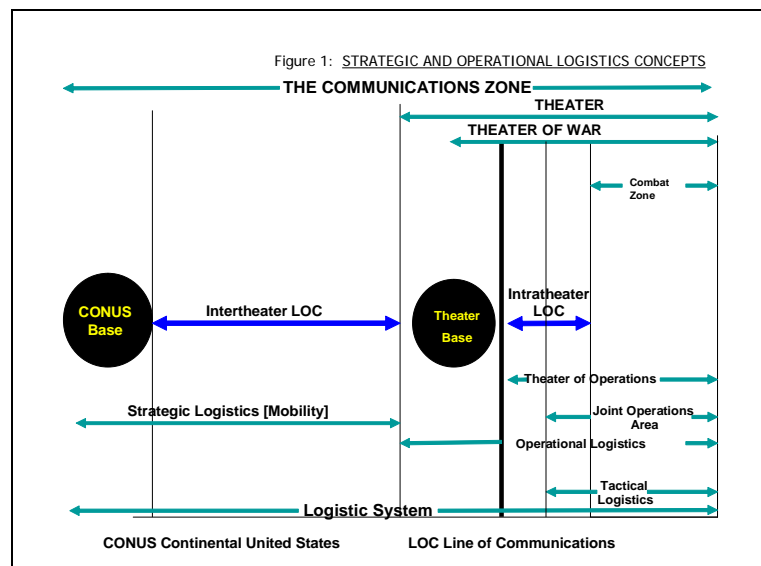 Figure 1: STRATEGIC AND OPERATIONAL LOGISTICS CONCEPTS
THE COMMUNICATIONS ZONE
THEATER
THEATER OF WAR
Combat
Zone
CONUS
Base
Intertheater LOC
Theater
Base
Intratheater
LOC
Theater of Operations
Strategic Logistics [Mobility]
Joint Operations
Area
Operational Logistics
Tactical
Logistics
Logistic System
CONUS Continental United States
LOC Line of Communications